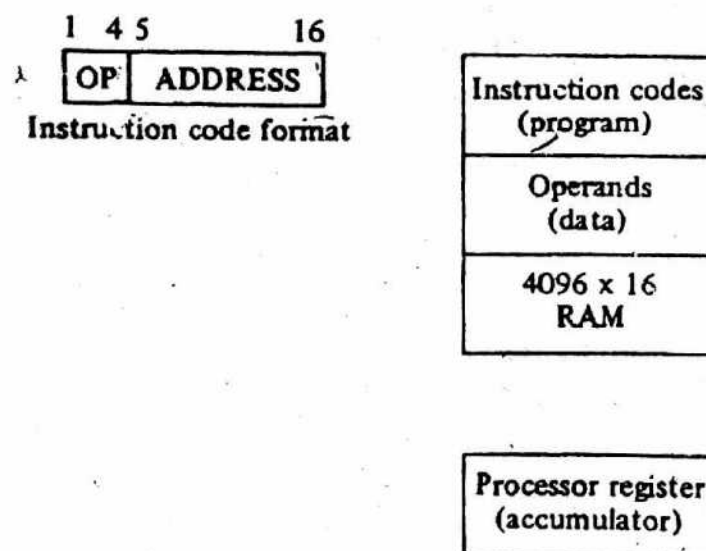 1 4 5 16
OP ADDRESS
Instruction code format
Instruction codes
(program)
Operands
(data)
4096 x 16
RAM
Processor register
(accumulator)